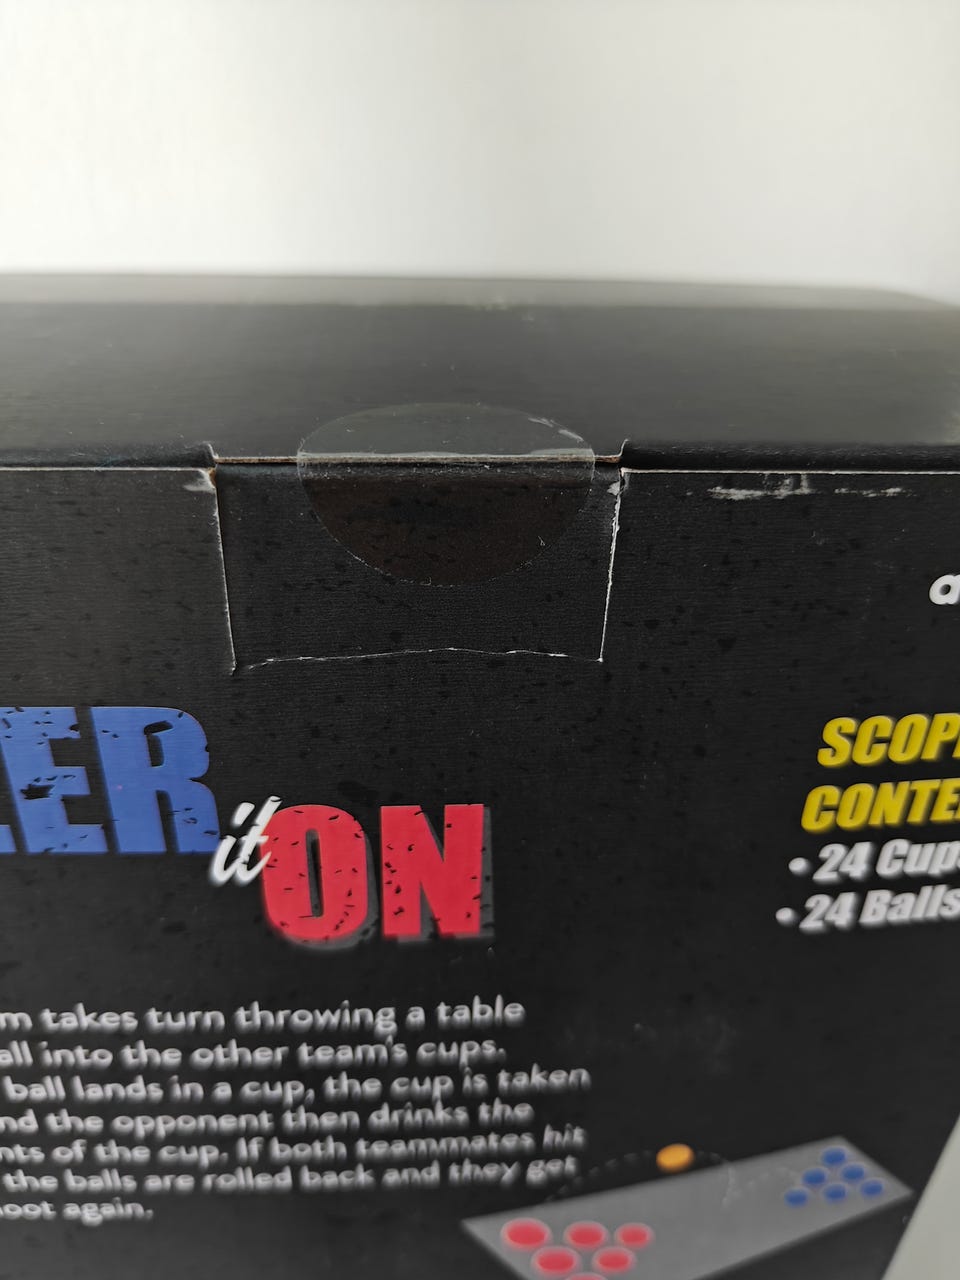 ER
it
ON
SCOP
CONTE
• 24 Cup
• 24 Balls
m takes turn throwing a table
all into the other team's cups.
ball lands in a cup, the cup is taken
nd the opponent then drinks the
nts of the cup. If both teammates hit
the balls are rolled back and they get
oot again.